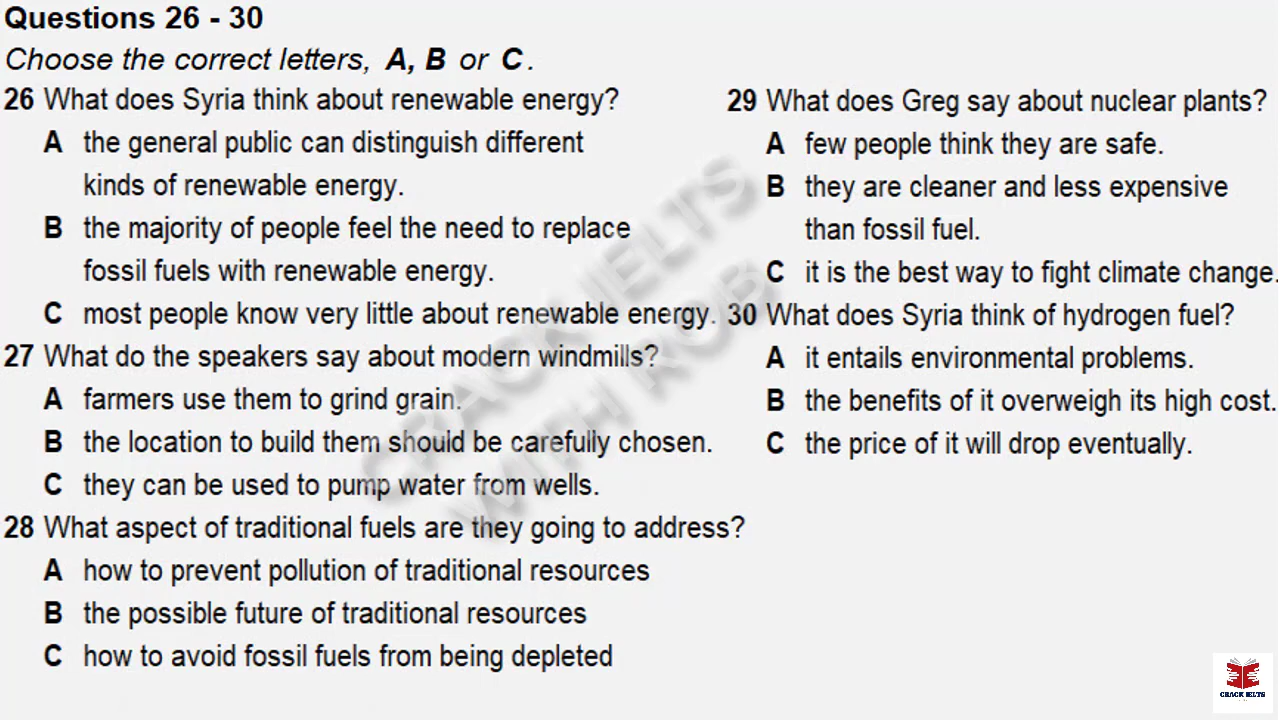 Questions 26 - 30
Choose the correct letters, A, B or C.
26 What does Syria think about renewable energy?
A the general public can distinguish different
kinds of renewable energy.
B the majority of people feel the need to replace
fossil fuels with renewable energy.
C most people know very little about renewable energy.
27 What do the speakers say about modern windmills?
A farmers use them to grind grain.
B the location to build them should be carefully chosen.
C they can be used to pump water from wells.
28 What aspect of traditional fuels are they going to address?
A how to prevent pollution of traditional resources
B the possible future of traditional resources
C how to avoid fossil fuels from being depleted
29 What does Greg say about nuclear plants?
A few people think they are safe.
B they are cleaner and less expensive
than fossil fuel.
C it is the best way to fight climate change.
30 What does Syria think of hydrogen fuel?
A it entails environmental problems.
B the benefits of it overweigh its high cost.
C the price of it will drop eventually.
CRACK IELTS
WITH ROB
CRACK IELTS